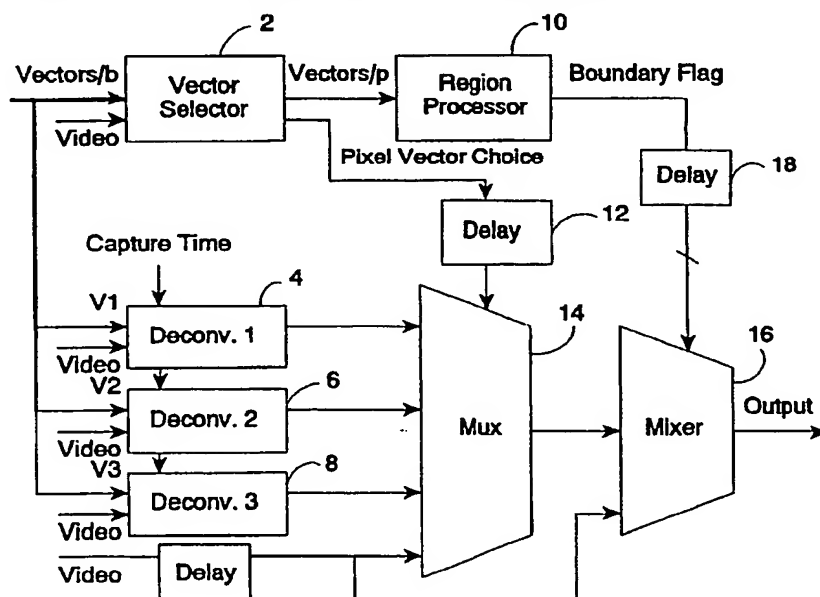 2
10
Vectors/b
Vector Selector
Vectors/p
Region Processor
Boundary Flag
Video
Pixel Vector Choice
Delay
18
Delay
12
Capture Time
4
V1
Deconv. 1
14
Video
V2
6
16
Deconv. 2
Output
Video
Mux
Mixer
V3
8
Deconv. 3
Video
Video
Delay